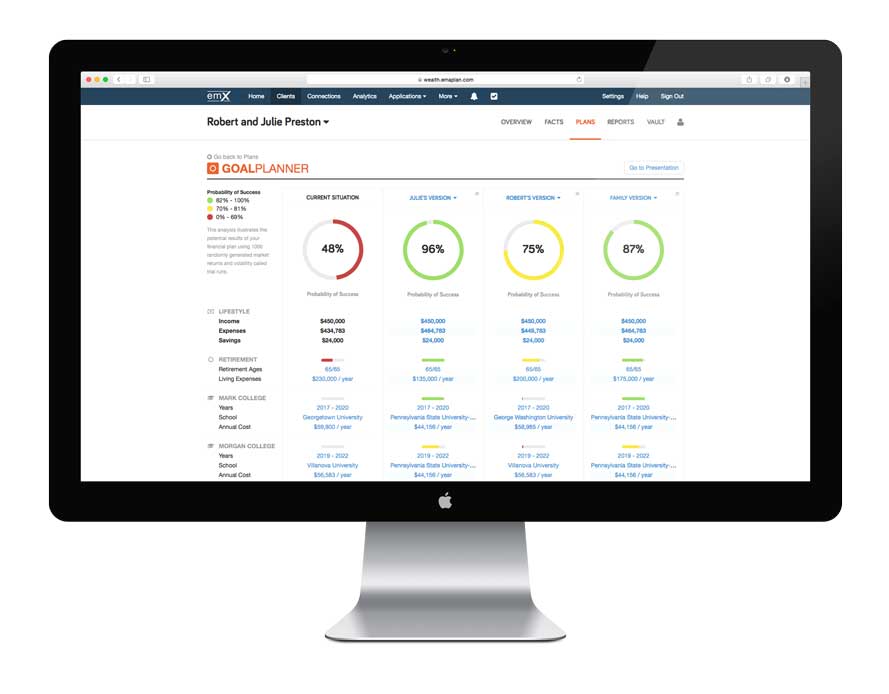 wealth.emaplan.com
emX Home Clients Connections Analytics Applications More Settings Help Sign Out
Robert and Julie Preston OVERVIEW FACTS PLANS REPORTS VAULT
Go back to Plans
GOALPLANNER Go to Presentation
Probability of Success
82% - 100%
70% - 81%
0% - 69%
This analysis illustrates the
potential results of your
financial plan using 1000
randomly generated market
returns and volatility called
trial runs.
CURRENT SITUATION JULIE'S VERSION ROBERT'S VERSION FAMILY VERSION
48% 96% 75% 87%
Probability of Success Probability of Success Probability of Success Probability of Success
LIFESTYLE
Income $450,000 $450,000 $450,000 $450,000
Expenses $434,783 $464,783 $449,783 $464,783
Savings $24,000 $24,000 $24,000 $24,000
RETIREMENT
Retirement Ages 65/65 65/65 65/65 65/65
Living Expenses $230,000 / year $135,000 / year $200,000 / year $175,000 / year
MARK COLLEGE
Years 2017 - 2020 2017 - 2020 2017 - 2020 2017 - 2020
School Georgetown University Pennsylvania State University-... George Washington University Pennsylvania State University-...
Annual Cost $59,800 / year $44,156 / year $58,985 / year $44,156 / year
MORGAN COLLEGE
Years 2019 - 2022 2019 - 2022 2019 - 2022 2019 - 2022
School Villanova University Pennsylvania State University-... Villanova University Pennsylvania State University-...
Annual Cost $56,583 / year $44,156 / year $56,583 / year $44,156 / year